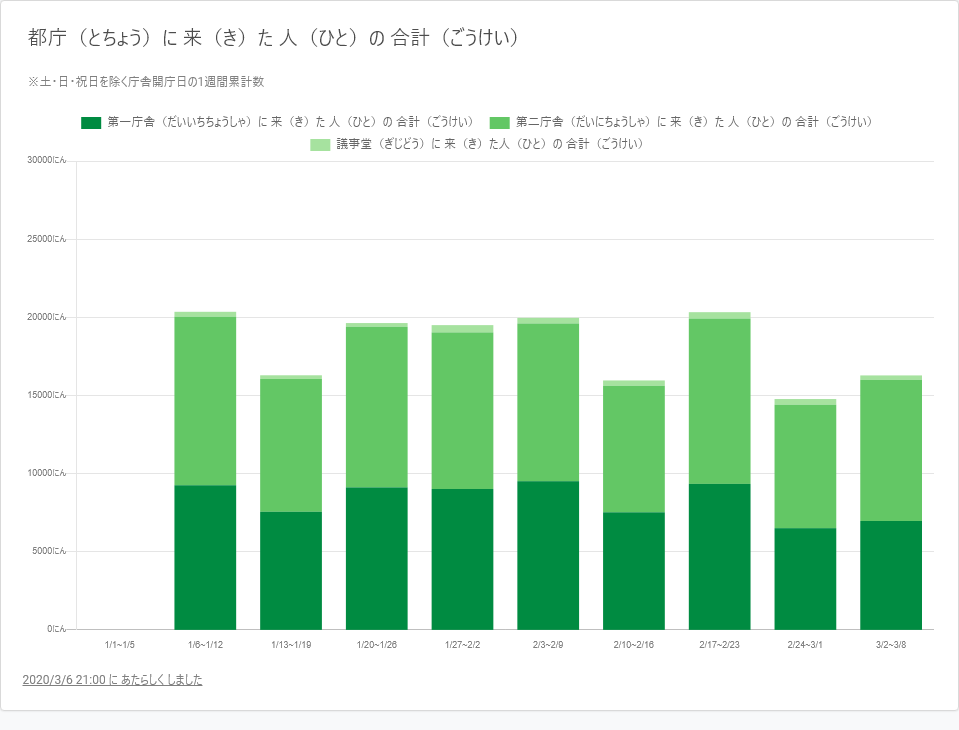 都庁（とちょう）に 来（き）た 人（ひと）の 合計（ごうけい）
※土・日・祝日を除く庁舎開庁日の1週間累計数
第一庁舎（だいいちちょうしゃ）に 来（き）た 人（ひと）の 合計（ごうけい） 第二庁舎（だいにちょうしゃ）に 来（き）た 人（ひと）の 合計（ごうけい）
議事堂（ぎじどう）に 来（き）た人（ひと）の 合計（ごうけい）
30000にん
25000にん
20000にん
15000にん
10000にん
5000にん
0にん
1/1~1/5 1/6~1/12 1/13~1/19 1/20~1/26 1/27~2/2 2/3~2/9 2/10~2/16 2/17~2/23 2/24~3/1 3/2~3/8
2020/3/6 21:00 に あたらしく しました